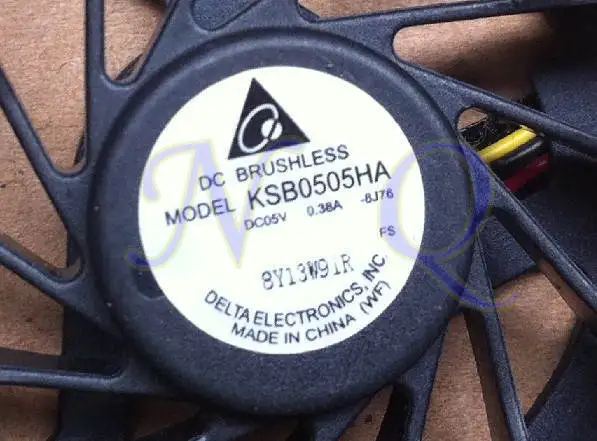 DC BRUSHLESS
MODEL KSB0505HA
DC05V 0.38A -8J76
FS
8Y13W91R
DELTA ELECTRONICS, INC.
MADE IN CHINA (WF)
N Q